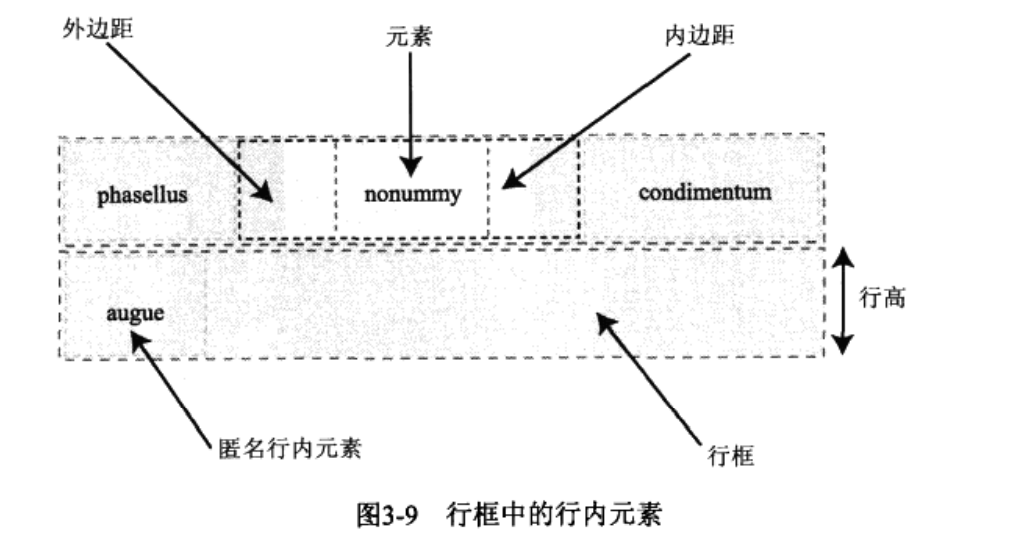 外边距 元素 内边距
phasellus nonummy condimentum
行高
augue
匿名行内元素 行框
图3-9 行框中的行内元素